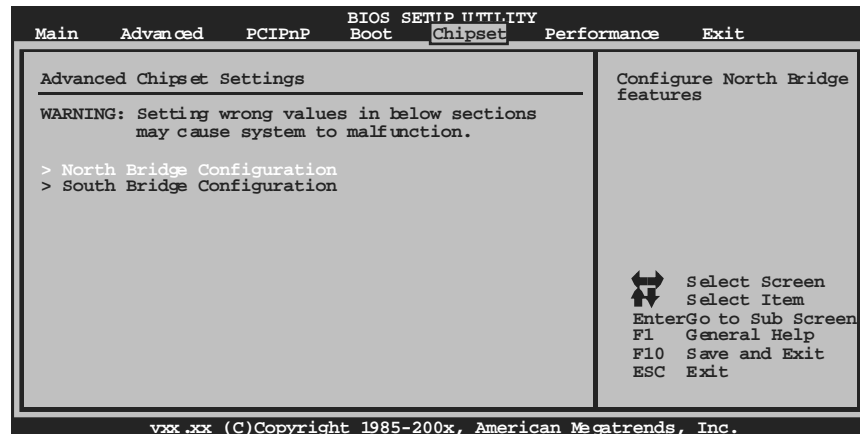 BIOS SETUP UTILITY
Main Advanced PCIPnP Boot Chipset Performance Exit
Advanced Chipset Settings
WARNING: Setting wrong values in below sections
may cause system to malfunction.
> North Bridge Configuration
> South Bridge Configuration
Configure North Bridge
features
Select Screen
Select Item
Enter Go to Sub Screen
F1 General Help
F10 Save and Exit
ESC Exit
vxx.xx (C)Copyright 1985-200x, American Megatrends, Inc.